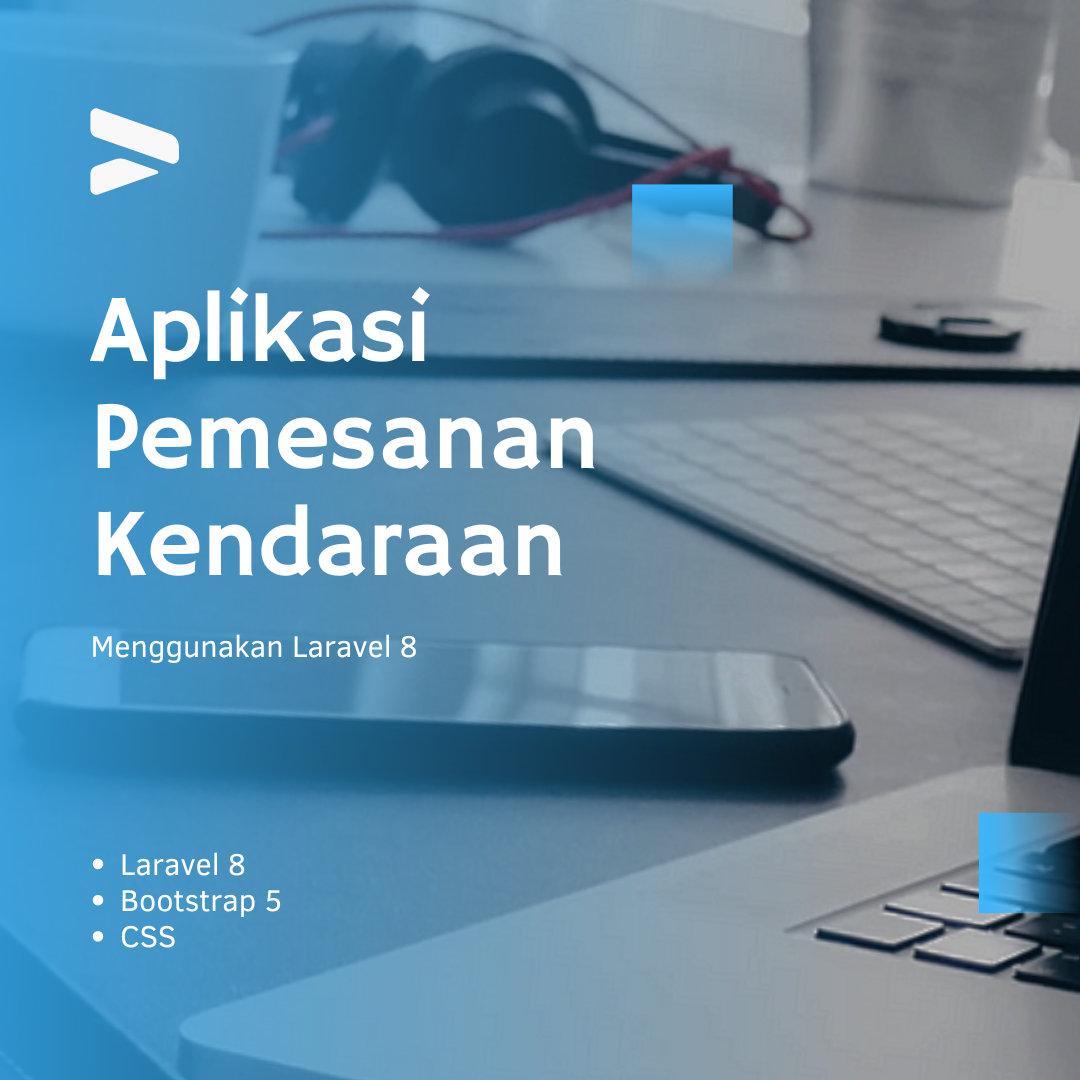 Aplikasi
Pemesanan
Kendaraan
Menggunakan Laravel 8
• Laravel 8
• Bootstrap 5
• CSS